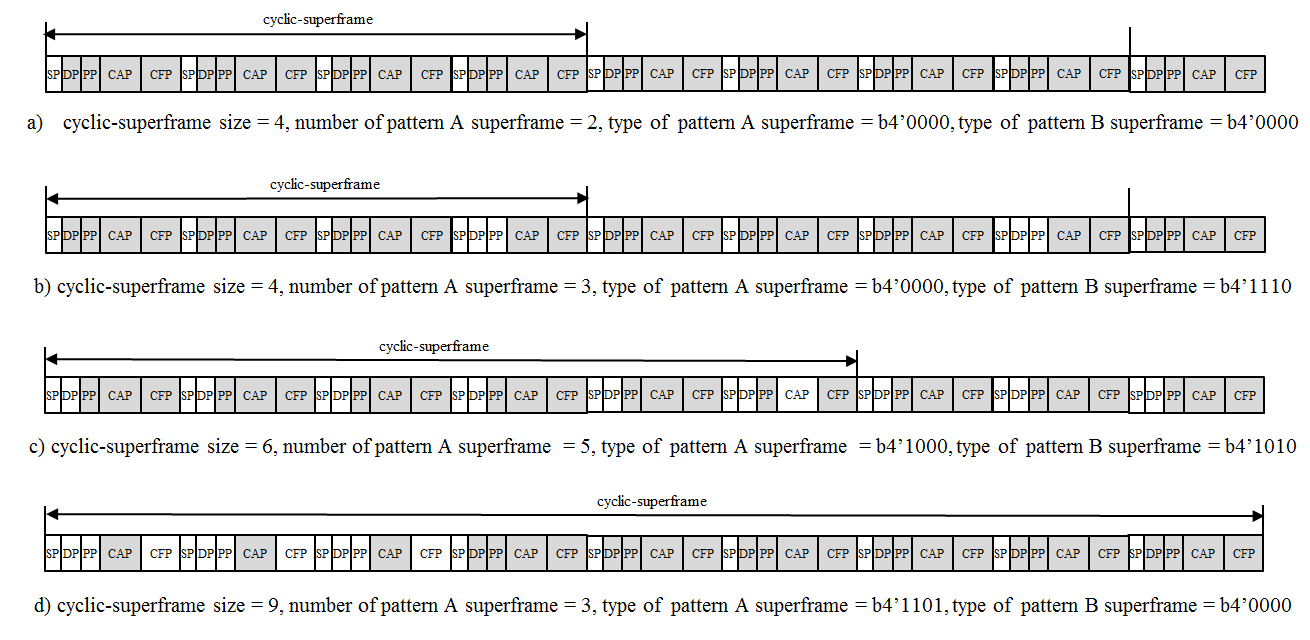 cyclic-superframe
SP DP PP CAP CFP SP DP PP CAP CFP SP DP PP CAP CFP SP DP PP CAP CFP SP DP PP CAP CFP SP DP PP CAP CFP SP DP PP CAP CFP SP DP PP CAP CFP SP DP PP CAP CFP
a) cyclic-superframe size = 4, number of pattern A superframe = 2, type of pattern A superframe = b4’0000, type of pattern B superframe = b4’0000
cyclic-superframe
SP DP PP CAP CFP SP DP PP CAP CFP SP DP PP CAP CFP SP DP PP CAP CFP SP DP PP CAP CFP SP DP PP CAP CFP SP DP PP CAP CFP SP DP PP CAP CFP SP DP PP CAP CFP
b) cyclic-superframe size = 4, number of pattern A superframe = 3, type of pattern A superframe = b4’0000, type of pattern B superframe = b4’1110
cyclic-superframe
SP DP PP CAP CFP SP DP PP CAP CFP SP DP PP CAP CFP SP DP PP CAP CFP SP DP PP CAP CFP SP DP PP CAP CFP SP DP PP CAP CFP SP DP PP CAP CFP SP DP PP CAP CFP
c) cyclic-superframe size = 6, number of pattern A superframe = 5, type of pattern A superframe = b4’1000, type of pattern B superframe = b4’1010
cyclic-superframe
SP DP PP CAP CFP SP DP PP CAP CFP SP DP PP CAP CFP SP DP PP CAP CFP SP DP PP CAP CFP SP DP PP CAP CFP SP DP PP CAP CFP SP DP PP CAP CFP SP DP PP CAP CFP
d) cyclic-superframe size = 9, number of pattern A superframe = 3, type of pattern A superframe = b4’1101, type of pattern B superframe = b4’0000